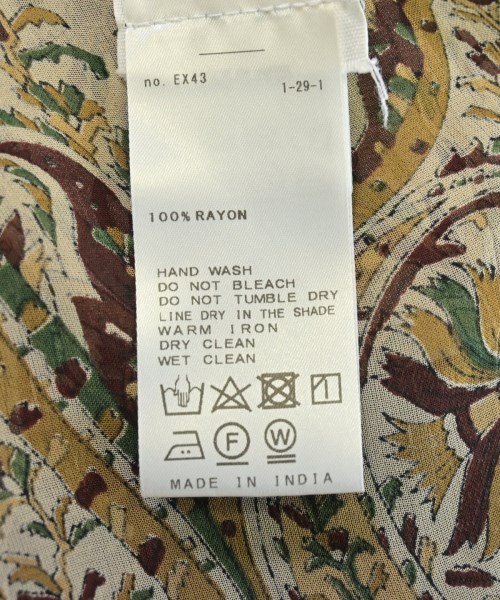 no. EX43 1-29-1
100% RAYON
HAND WASH
DO NOT BLEACH
DO NOT TUMBLE DRY
LINE DRY IN THE SHADE
WARM IRON
DRY CLEAN
WET CLEAN
F W
MADE IN INDIA